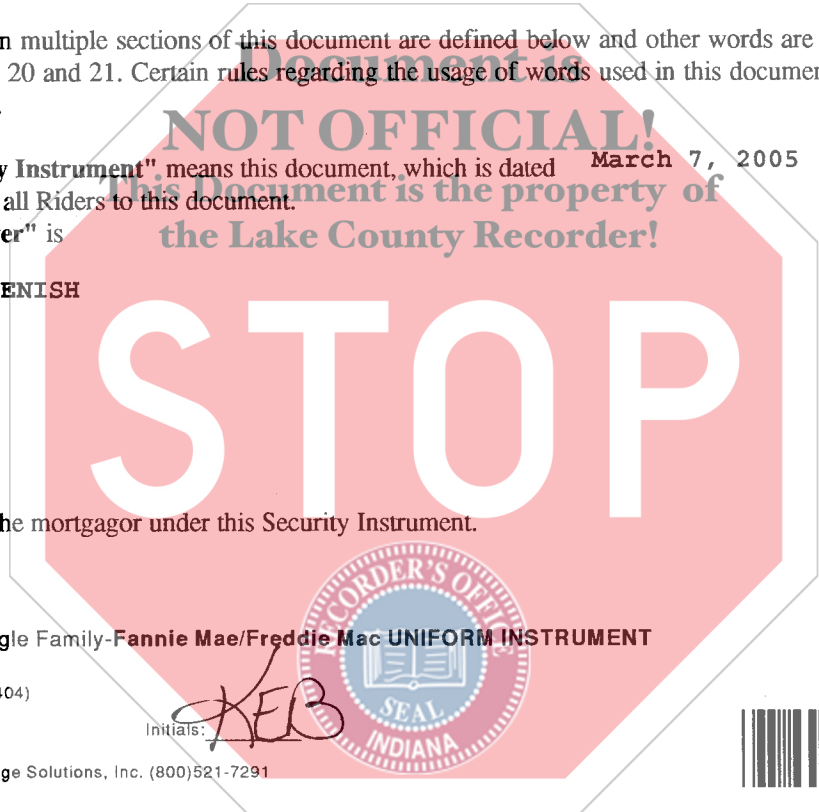 n multiple sections of this document are defined below and other words are
Document is
20 and 21. Certain rules regarding the usage of words used in this documen
NOT OFFICIAL!
y Instrument" means this document, which is dated March 7, 2005
This Document is the property of
all Riders to this document.
er" is
the Lake County Recorder!
ENISH
STOP
he mortgagor under this Security Instrument.
RECORDER'S OFFICE
gle Family-Fannie Mae/Freddie Mac UNIFORM INSTRUMENT
404)
Initials: KEB
SEAL
INDIANA
ge Solutions, Inc. (800)521-7291